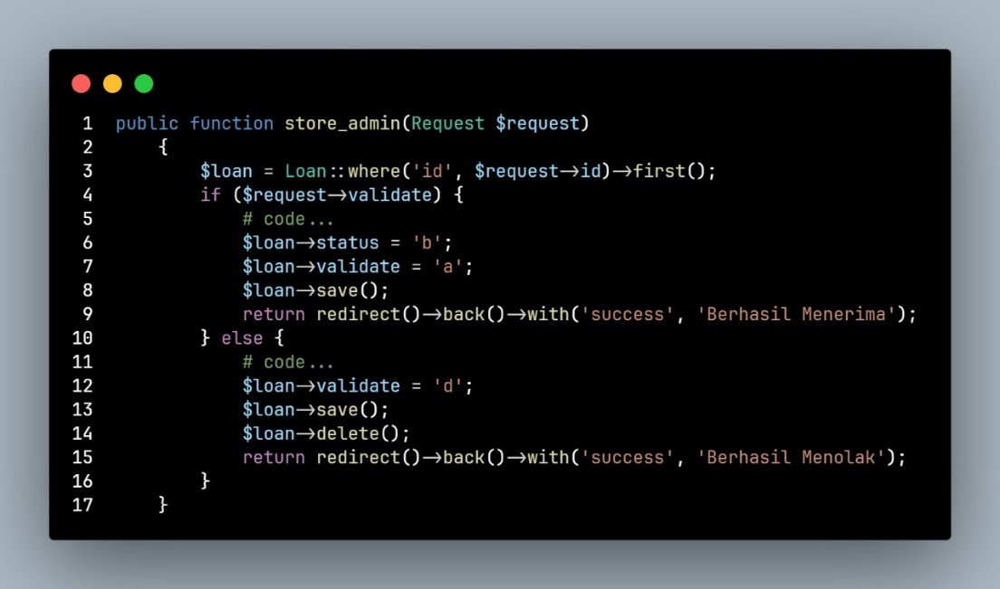 1 public function store_admin(Request $request)
2 {
3 $loan = Loan::where('id', $request->id)->first();
4 if ($request->validate) {
5 # code...
6 $loan->status = 'b';
7 $loan->validate = 'a';
8 $loan->save();
9 return redirect()->back()->with('success', 'Berhasil Menerima');
10 } else {
11 # code...
12 $loan->validate = 'd';
13 $loan->save();
14 $loan->delete();
15 return redirect()->back()->with('success', 'Berhasil Menolak');
16 }
17 }